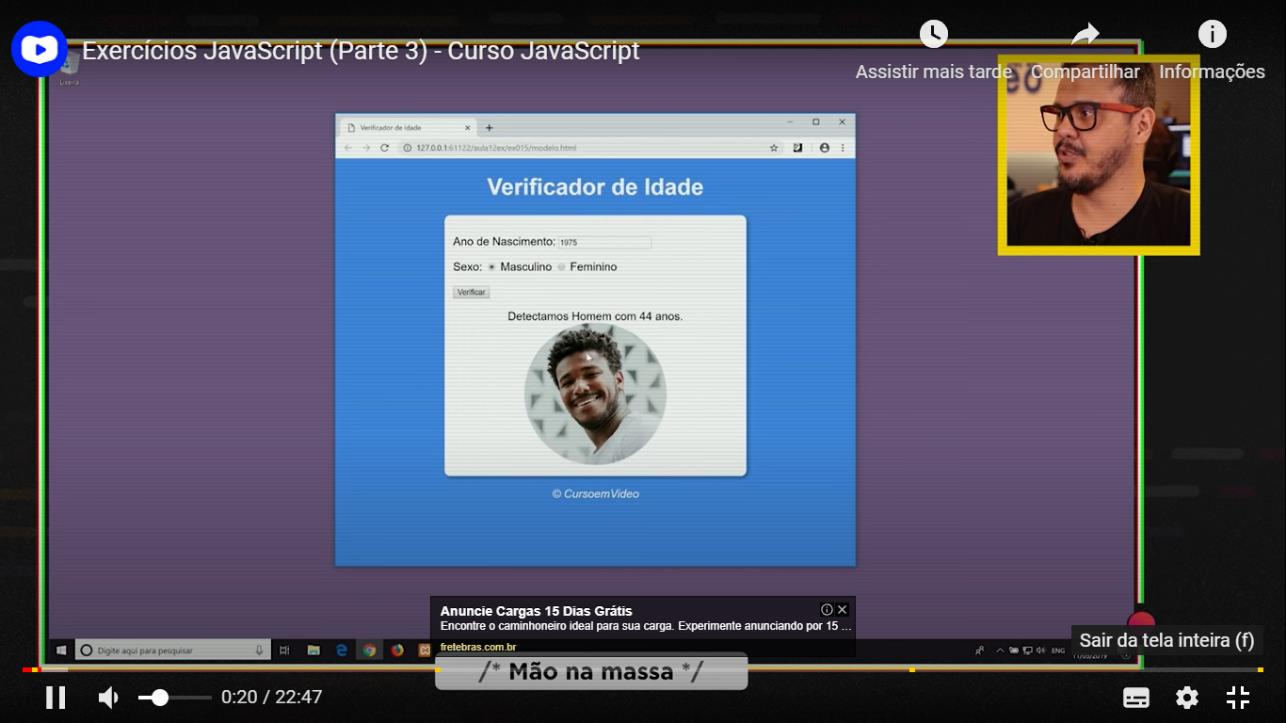 Exercícios JavaScript (Parte 3) - Curso JavaScript
Assistir mais tarde
Compartilhar
Informações
Lixeira
Verificador de Idade
127.0.0.1:61122/aula12ex/ex015/modelo.html
Verificador de Idade
Ano de Nascimento: 1975
Sexo: Masculino Feminino
Verificar
Detectamos Homem com 44 anos.
© CursoemVideo
Anuncie Cargas 15 Dias Grátis
Encontre o caminhoneiro ideal para sua carga. Experimente anunciando por 15 ...
fretebras.com.br
Sair da tela inteira (f)
Digite aqui para pesquisar
ENG
/* Mão na massa */
0:20 / 22:47